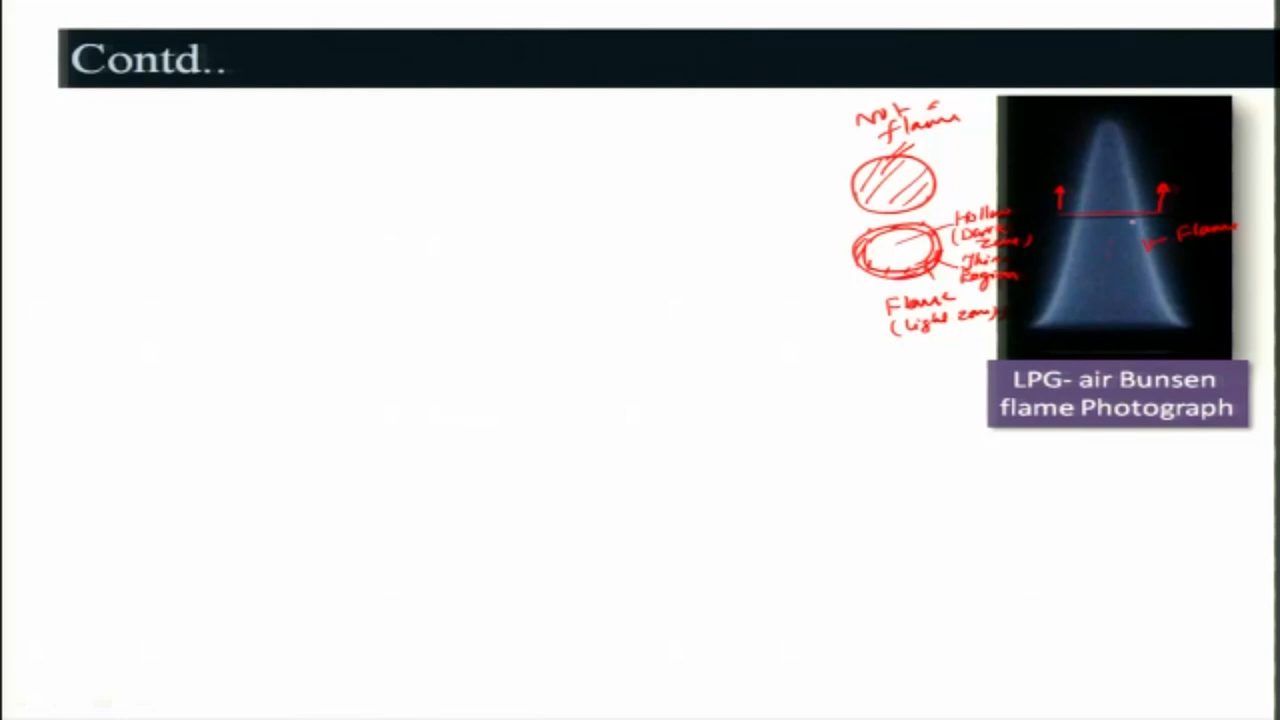 Contd..
Not a
flame
Hollow
(Dark
zone)
Thin
Region
Flame
(Light zone)
Flame
LPG- air Bunsen
flame Photograph